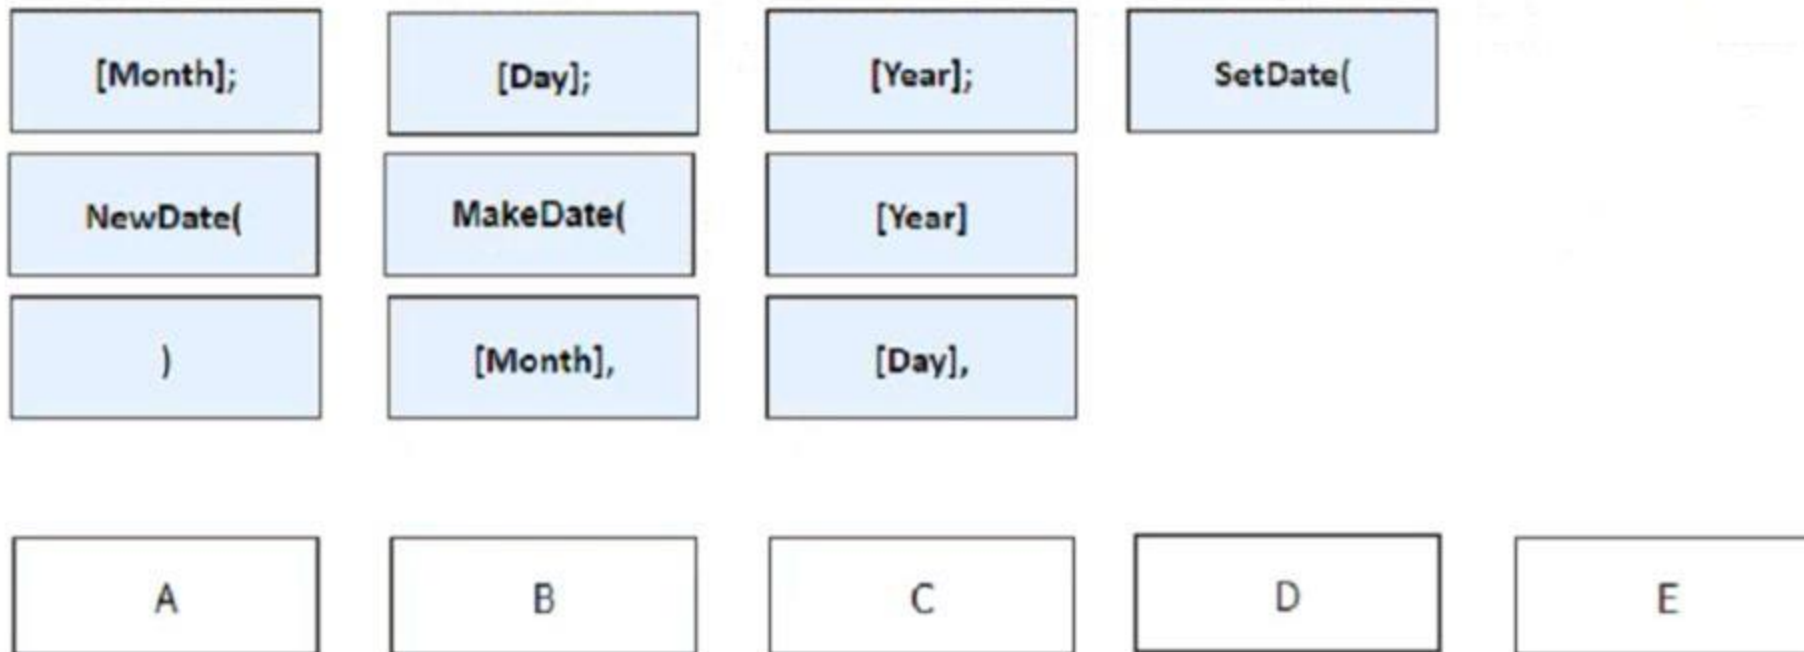 [Month]; [Day]; [Year]; SetDate(
NewDate( MakeDate( [Year]
) [Month], [Day],
A B C D E